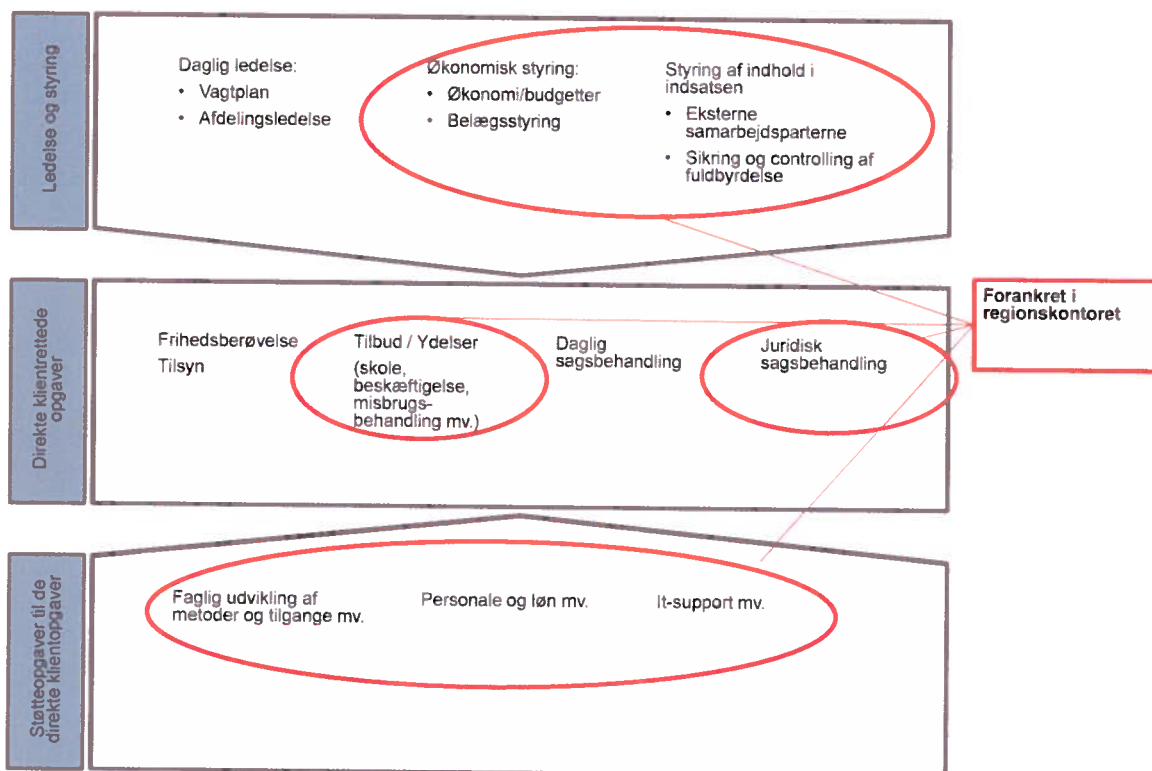 Ledelse og styring
Daglig ledelse:
• Vagtplan
• Afdelingsledelse
Økonomisk styring:
• Økonomi/budgetter
• Belægsstyring
Styring af indhold i
indsatsen
• Eksterne
samarbejdsparterne
• Sikring og controlling af
fuldbyrdelse
Forankret i
regionskontoret
Direkte klientrettede
opgaver
Frihedsberøvelse
Tilsyn
Tilbud / Ydelser
(skole,
beskæftigelse,
misbrugs-
behandling mv.)
Daglig
sagsbehandling
Juridisk
sagsbehandling
Støtteopgaver til de
direkte klientopgaver
Faglig udvikling af
metoder og tilgange mv.
Personale og løn mv.
It-support mv.